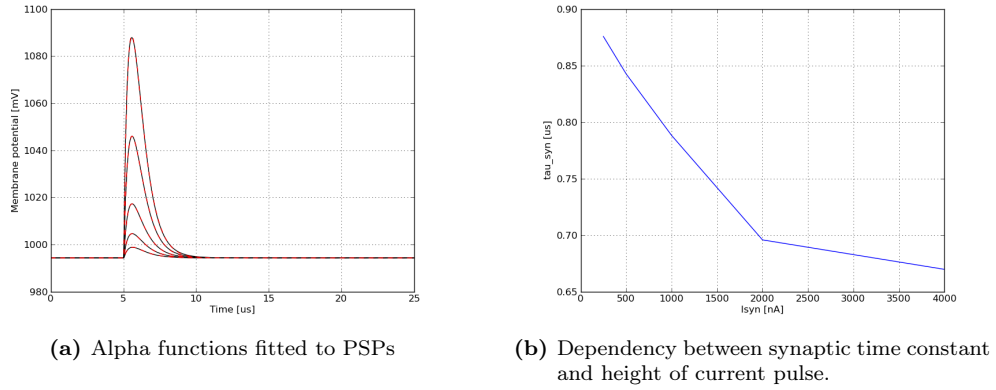 1100
1080
1060
1040
1020
1000
980
Membrane potential [mV]
0 5 10 15 20 25
Time [us]
(a) Alpha functions fitted to PSPs
0.90
0.85
0.80
0.75
0.70
0.65
tau_syn [us]
0 500 1000 1500 2000 2500 3000 3500 4000
Isyn [nA]
(b) Dependency between synaptic time constant
and height of current pulse.